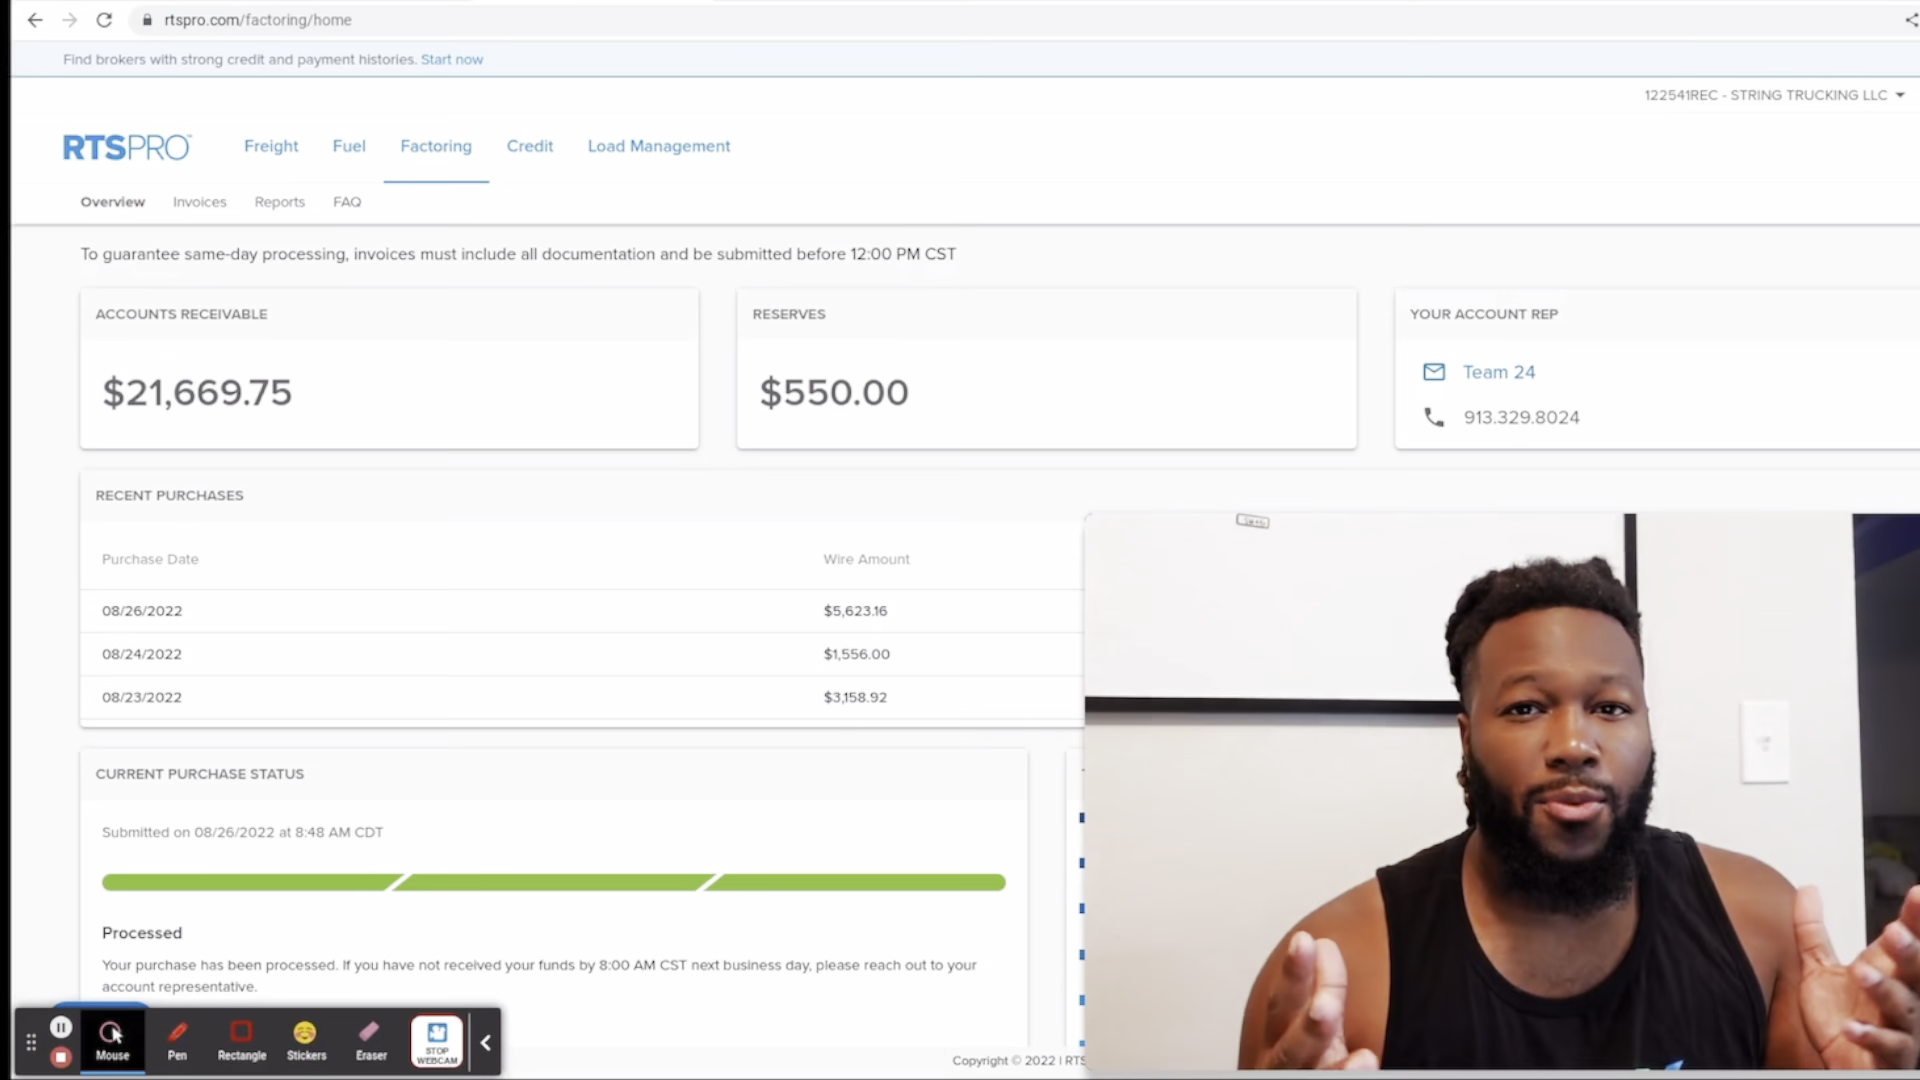 rtspro.com/factoring/home
Find brokers with strong credit and payment histories. Start now
122541REC - STRING TRUCKING LLC
RTSPRO™ Freight Fuel Factoring Credit Load Management
Overview Invoices Reports FAQ
To guarantee same-day processing, invoices must include all documentation and be submitted before 12:00 PM CST
ACCOUNTS RECEIVABLE
$21,669.75
RESERVES
$550.00
YOUR ACCOUNT REP
Team 24
913.329.8024
RECENT PURCHASES
Purchase Date Wire Amount
08/26/2022 $5,623.16
08/24/2022 $1,556.00
08/23/2022 $3,158.92
CURRENT PURCHASE STATUS
Submitted on 08/26/2022 at 8:48 AM CDT
Processed
Your purchase has been processed. If you have not received your funds by 8:00 AM CST next business day, please reach out to your
account representative.
Mouse Pen Rectangle Stickers Eraser STOP
WEBCAM
Copyright © 2022 | RTS